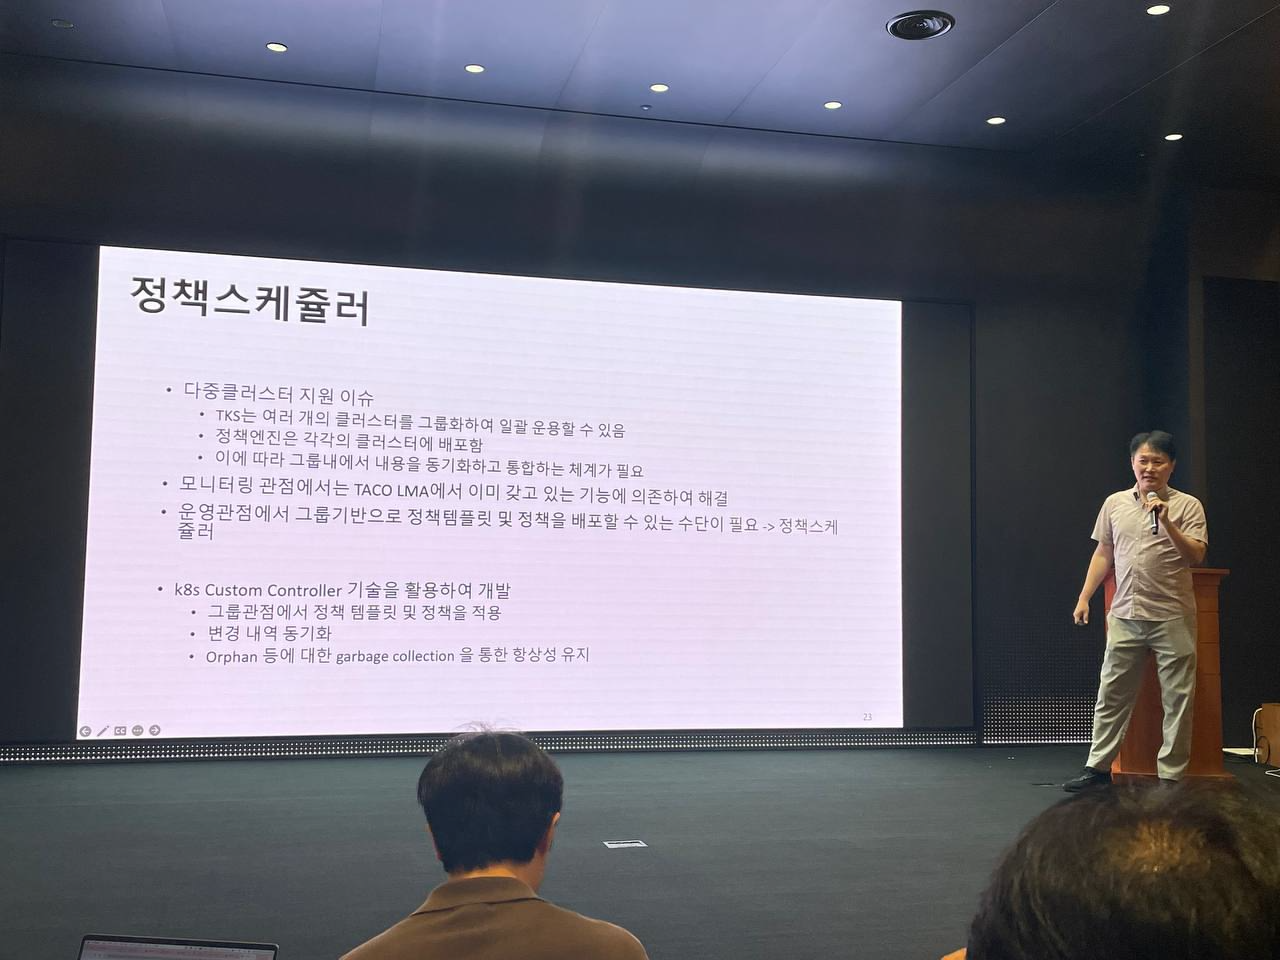 정책스케쥴러
• 다중클러스터 지원 이슈
• TKS는 여러 개의 클러스터를 그룹화하여 일괄 운용할 수 있음
• 정책엔진은 각각의 클러스터에 배포함
• 이에 따라 그룹내에서 내용을 동기화하고 통합하는 체계가 필요
• 모니터링 관점에서는 TACO LMA에서 이미 갖고 있는 기능에 의존하여 해결
• 운영관점에서 그룹기반으로 정책템플릿 및 정책을 배포할 수 있는 수단이 필요 -> 정책스케
쥴러
• k8s Custom Controller 기술을 활용하여 개발
• 그룹관점에서 정책 템플릿 및 정책을 적용
• 변경 내역 동기화
• Orphan 등에 대한 garbage collection 을 통한 항상성 유지
23
CC